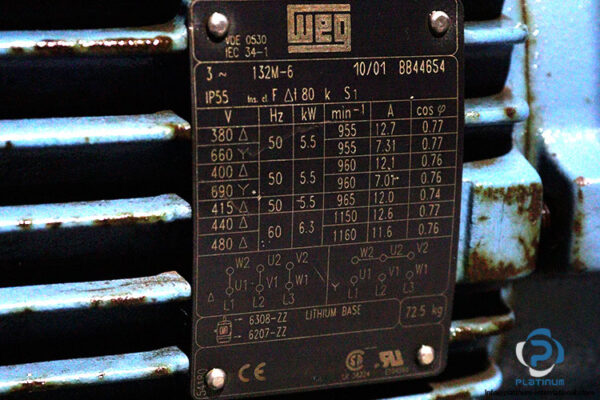 WEG
VDE 0530
IEC 34-1
3 ~ 132M-6 10/01 BB44654
IP55 Ins. cl. F Δt 80 k S1
V Hz kW min-1 A cos φ
380 Δ 50 5.5 955 12.7 0.77
660 Y 955 7.31 0.77
400 Δ 50 5.5 960 12.1 0.76
690 Y 960 7.01 0.76
415 Δ 50 5.5 965 12.0 0.74
440 Δ 60 6.3 1150 12.6 0.77
480 Δ 1160 11.6 0.76
W2 U2 V2 W2 U2 V2
Δ U1 V1 W1 Y U1 V1 W1
L1 L2 L3 L1 L2 L3
6308-ZZ LITHIUM BASE 72.5 kg
6207-ZZ
CE
PLATINUM